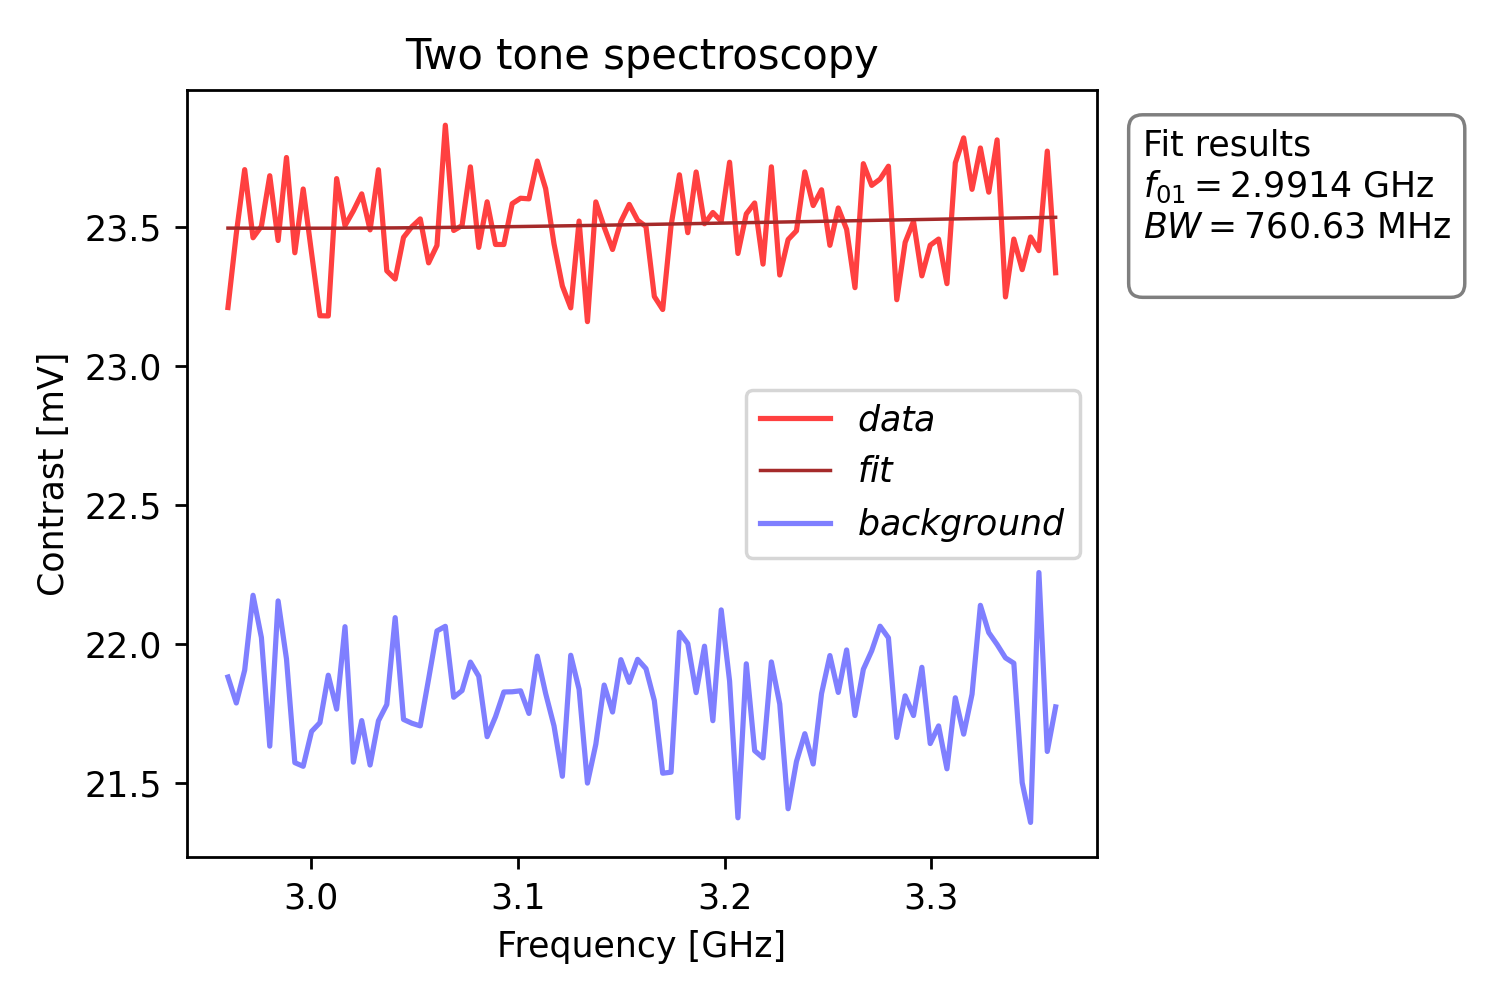 Two tone spectroscopy
Fit results
f01 = 2.9914 GHz
BW = 760.63 MHz
Contrast [mV]
23.5
23.0
22.5
22.0
21.5
data
fit
background
3.0 3.1 3.2 3.3
Frequency [GHz]